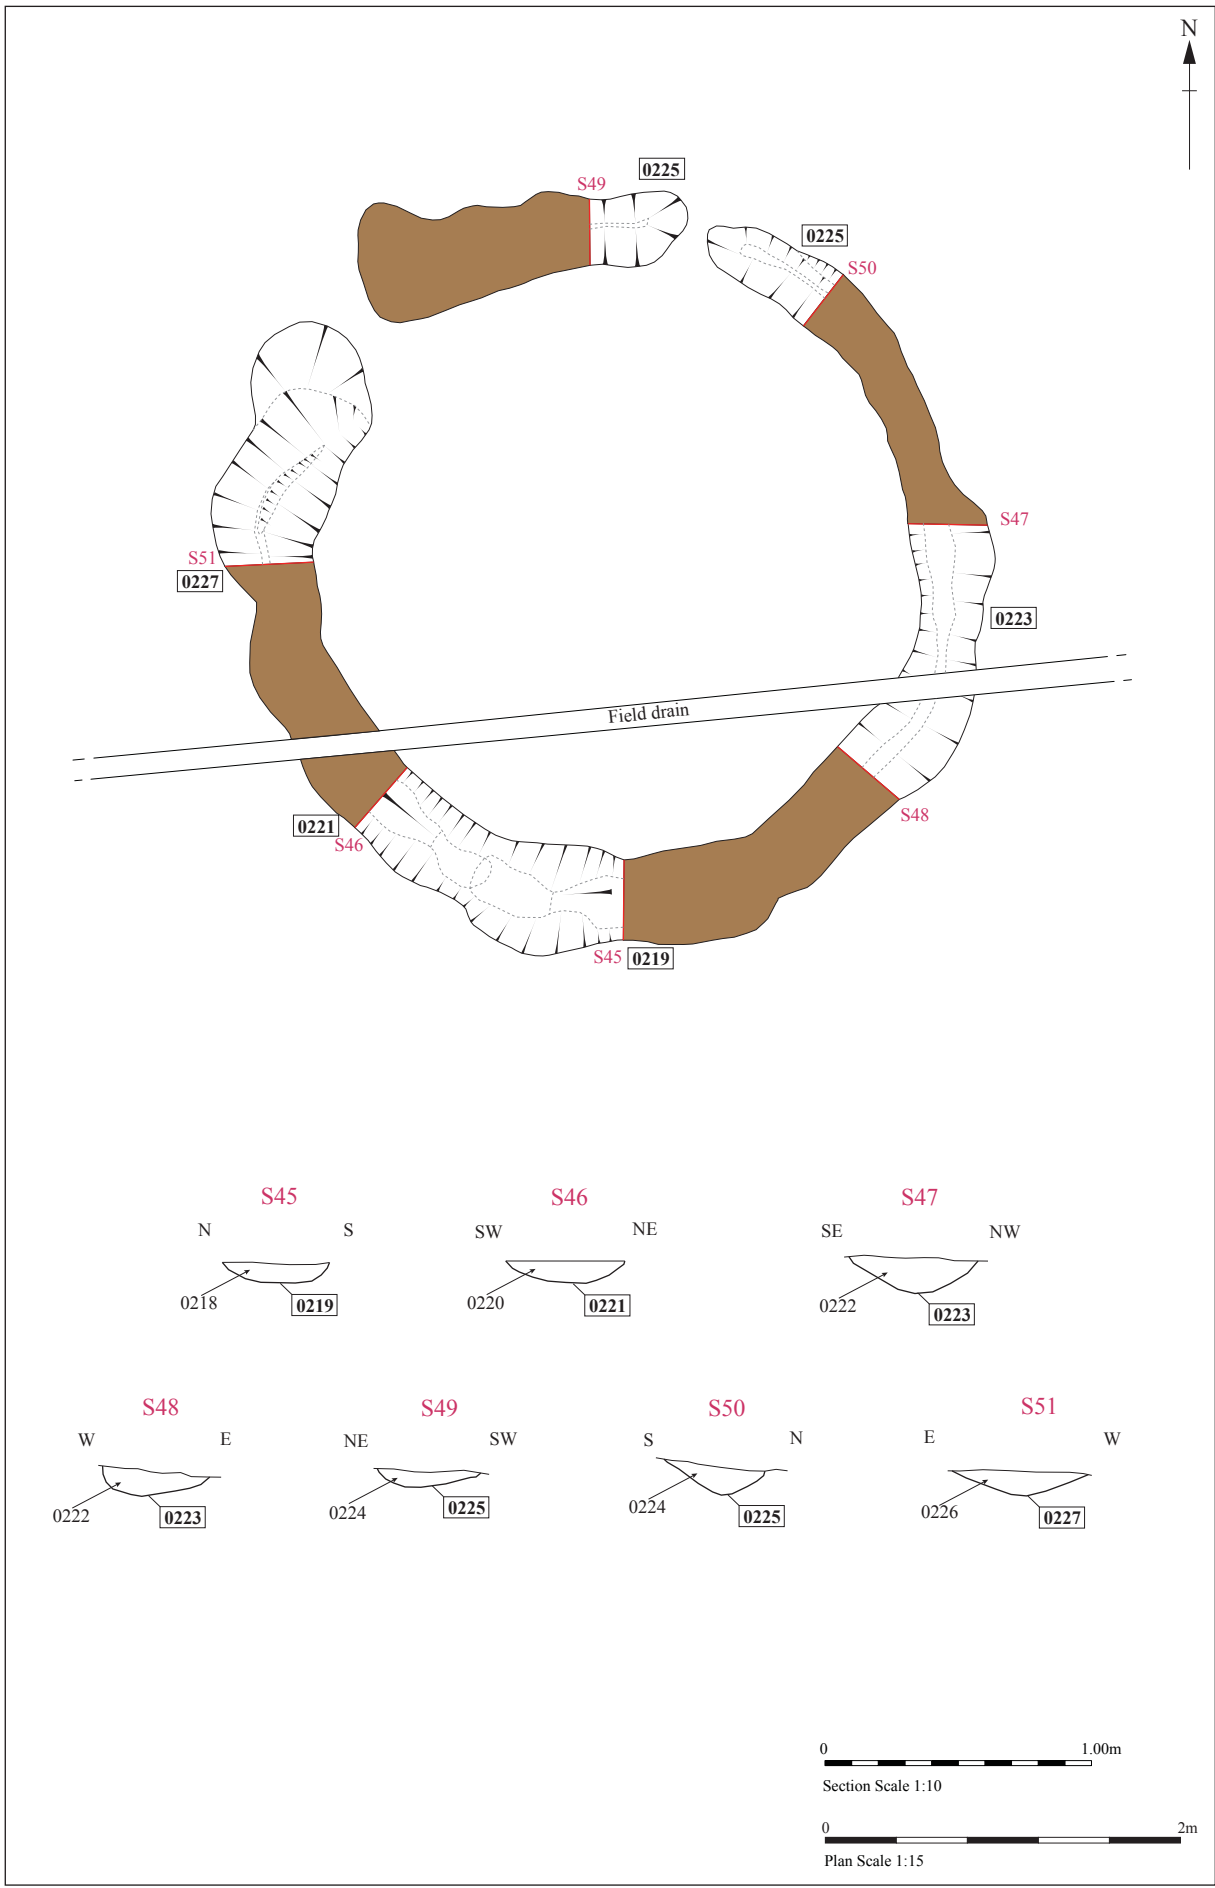 N
S49
0225
0225
S50
S47
S51
0227
0223
Field drain
0221
S46
S48
S45
0219
S45
S46
S47
N
S
SW
NE
SE
NW
0218
0219
0220
0221
0222
0223
S48
S49
S50
S51
W
E
NE
SW
S
N
E
W
0222
0223
0224
0225
0224
0225
0226
0227
0
1.00m
Section Scale 1:10
0
2m
Plan Scale 1:15